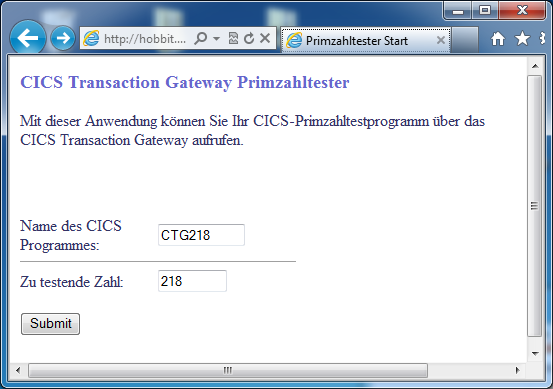 http://hobbit....
Primzahltester Start
CICS Transaction Gateway Primzahltester
Mit dieser Anwendung können Sie Ihr CICS-Primzahltestprogramm über das
CICS Transaction Gateway aufrufen.
Name des CICS
Programmes:
CTG218
Zu testende Zahl:
218
Submit